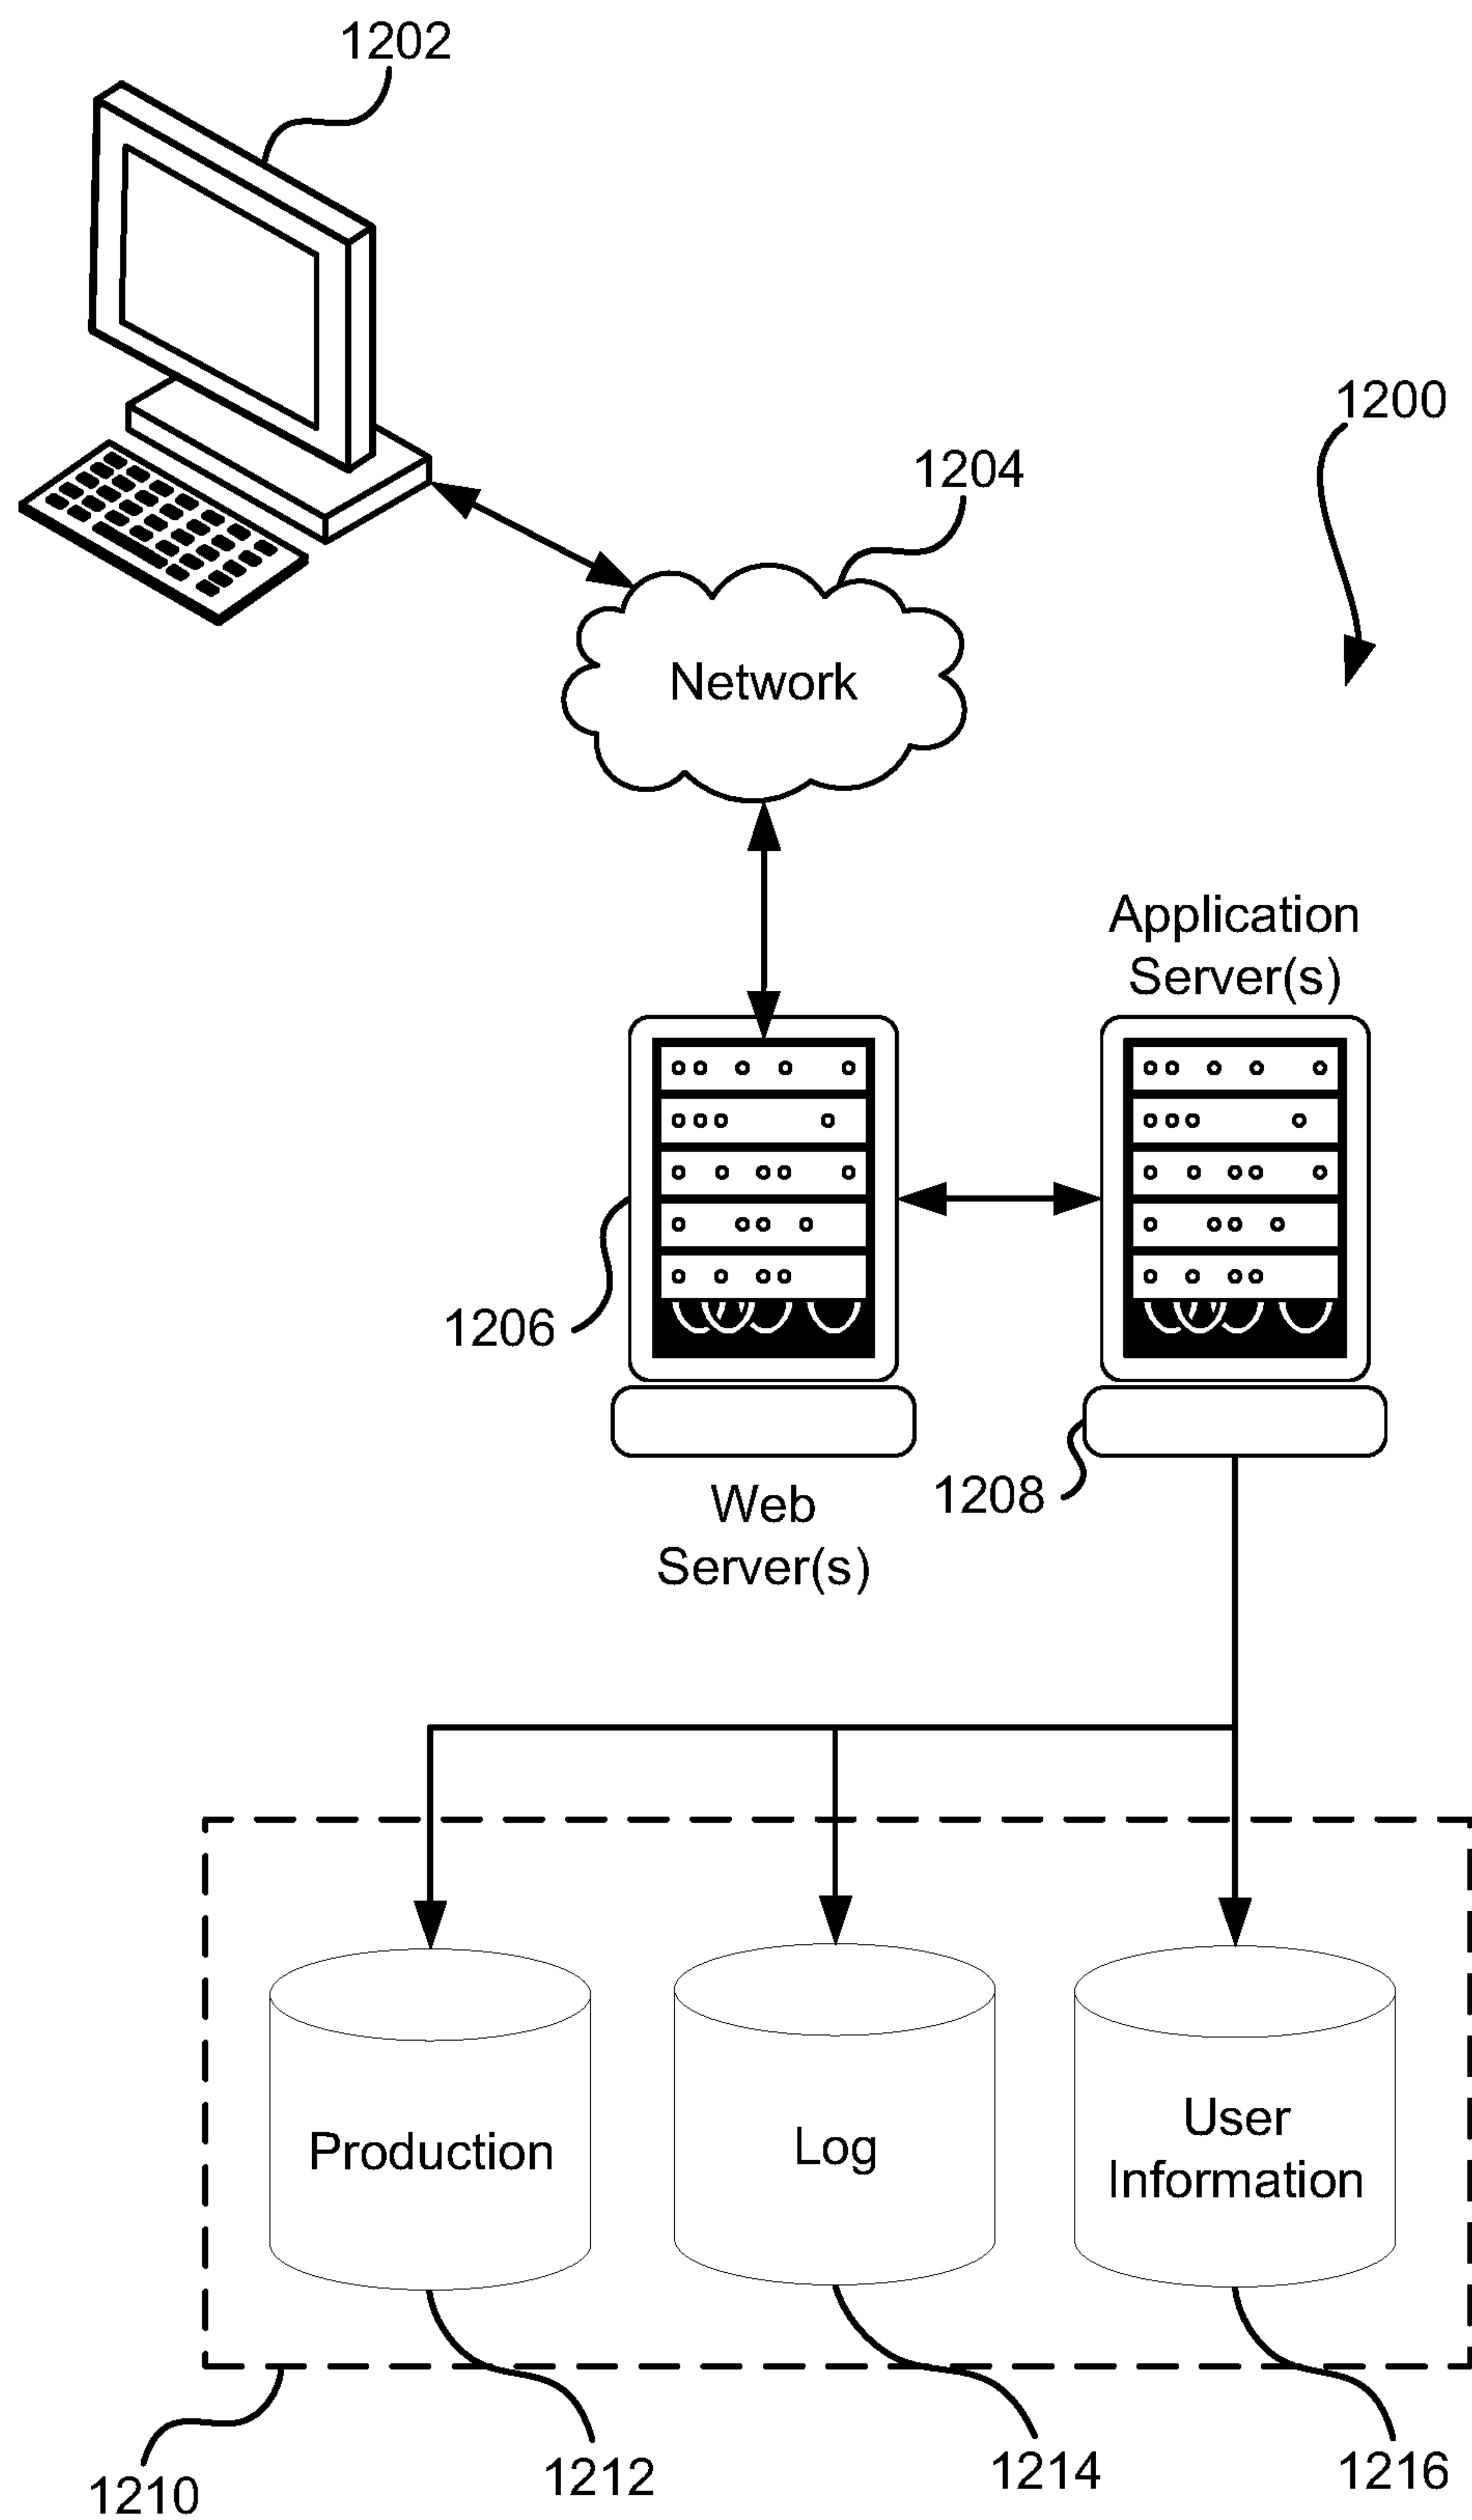 1202
1200
1204
Network
Application
Server(s)
1206
1208
Web
Server(s)
Production
Log
User
Information
1210
1212
1214
1216